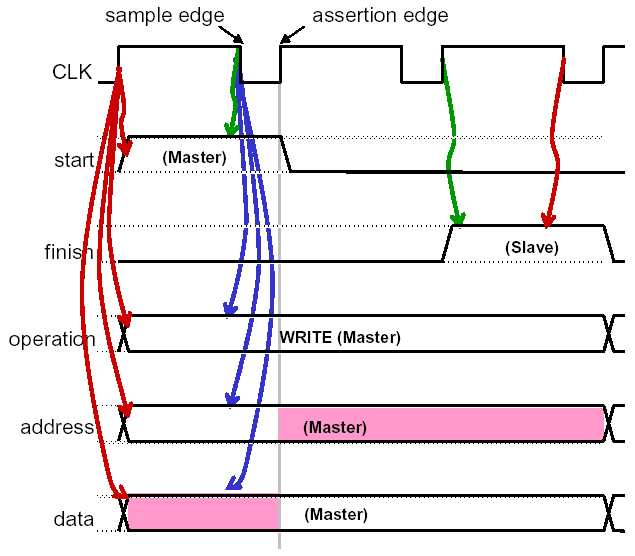 sample edge
assertion edge
CLK
start
(Master)
finish
(Slave)
operation
WRITE (Master)
address
(Master)
data
(Master)